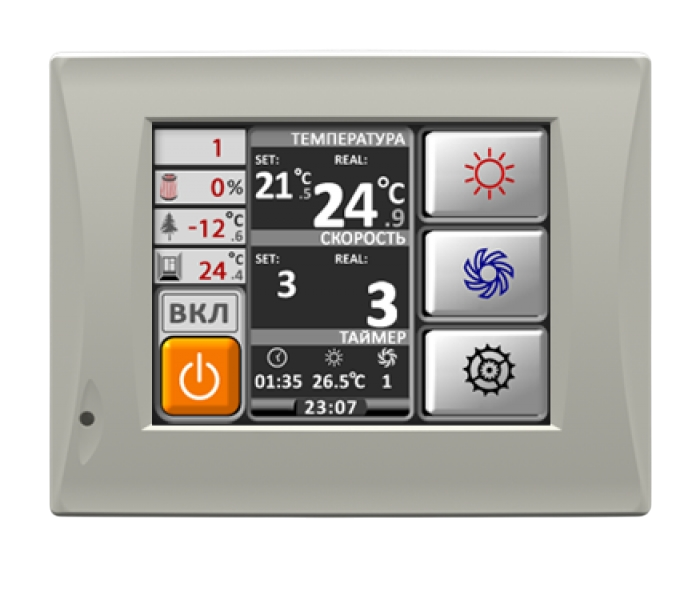 1
0%
-12.6°C
24.4°C
ВКЛ
ТЕМПЕРАТУРА
SET: REAL:
21.5°C 24.9°C
СКОРОСТЬ
SET: REAL:
3 3
ТАЙМЕР
01:35 26.5°C 1
23:07